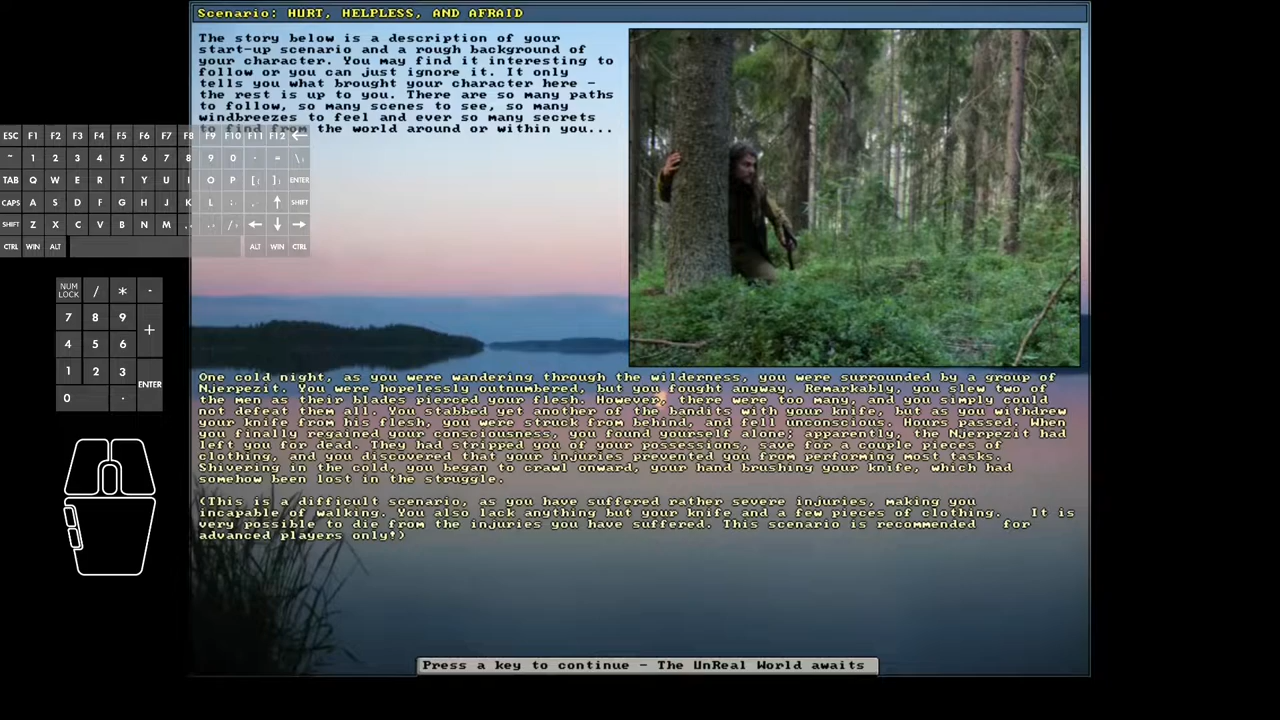 Scenario: HURT, HELPLESS, AND AFRAID
The story below is a description of your
start-up scenario and a rough background of
your character. You may find it interesting to
follow or you can just ignore it. It only
tells you what brought your character here -
the rest is up to you. There are so many paths
to follow, so many scenes to see, so many
windbreezes to feel and ever so many secrets
to find from the world around or within you...
ESC F1 F2 F3 F4 F5 F6 F7 F8 F9 F10 F11 F12 ←
~ 1 2 3 4 5 6 7 8 9 0 - = \
TAB Q W E R T Y U I O P [ ] ENTER
CAPS A S D F G H J K L ; ↑ SHIFT
SHIFT Z X C V B N M , . / ← ↓ →
CTRL WIN ALT ALT WIN CTRL
NUM LOCK / * -
7 8 9 +
4 5 6
1 2 3 ENTER
0 .
One cold night, as you were wandering through the wilderness, you were surrounded by a group of
Njerpezit. You were hopelessly outnumbered, but you fought anyway. Remarkably, you slew two of
the men as their blades pierced your flesh. However, there were too many, and you simply could
not defeat them all. You stabbed yet another of the bandits with your knife, but as you withdrew
your knife from his flesh, you were struck from behind, and fell unconscious. Hours passed. When
you finally regained your consciousness, you found yourself alone; apparently, the Njerpezit had
left you for dead. They had stripped you of your possessions, save for a couple pieces of
clothing, and you discovered that your injuries prevented you from performing most tasks.
Shivering in the cold, you began to crawl onward, your hand brushing your knife, which had
somehow been lost in the struggle.
(This is a difficult scenario, as you have suffered rather severe injuries, making you
incapable of walking. You also lack anything but your knife and a few pieces of clothing. It is
very possible to die from the injuries you have suffered. This scenario is recommended for
advanced players only!)
Press a key to continue - The UnReal World awaits